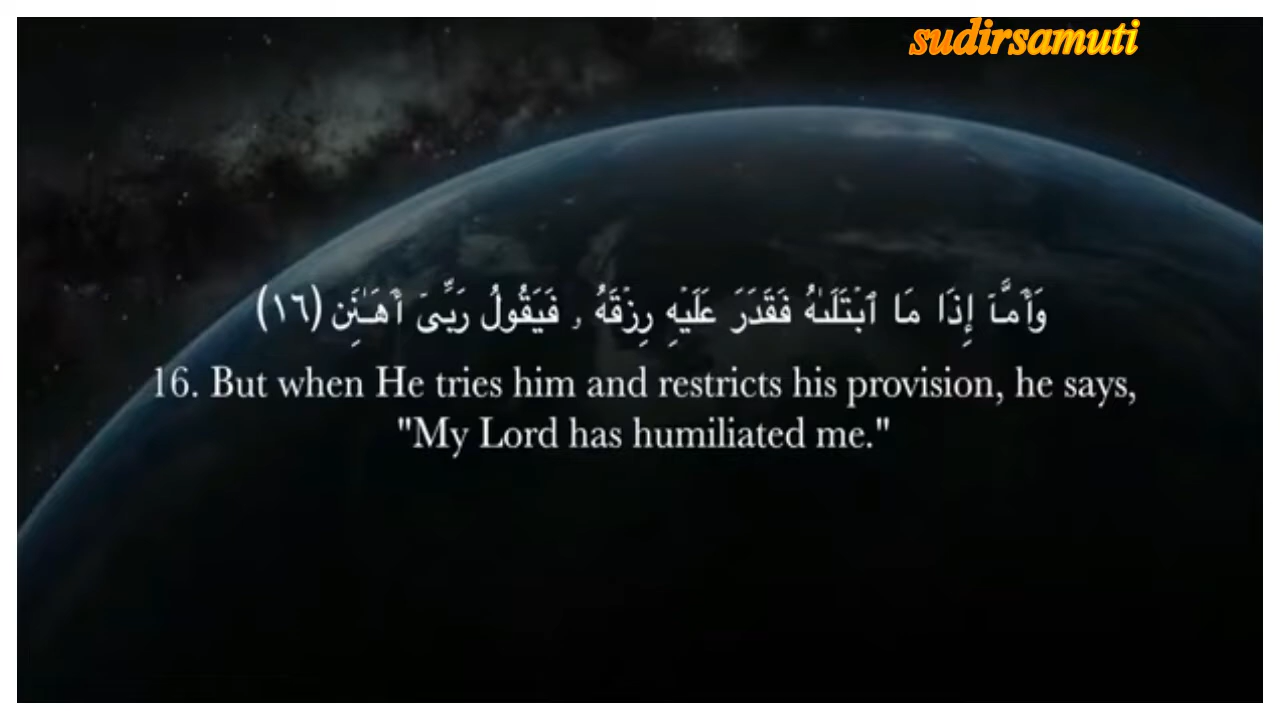 sudirsamuti
وَأَمَّآ إِذَا مَا ٱبْتَلَىٰهُ فَقَدَرَ عَلَيْهِ رِزْقَهُۥ فَيَقُولُ رَبِّىٓ أَهَـٰنَنِ (١٦)
16. But when He tries him and restricts his provision, he says,
"My Lord has humiliated me."